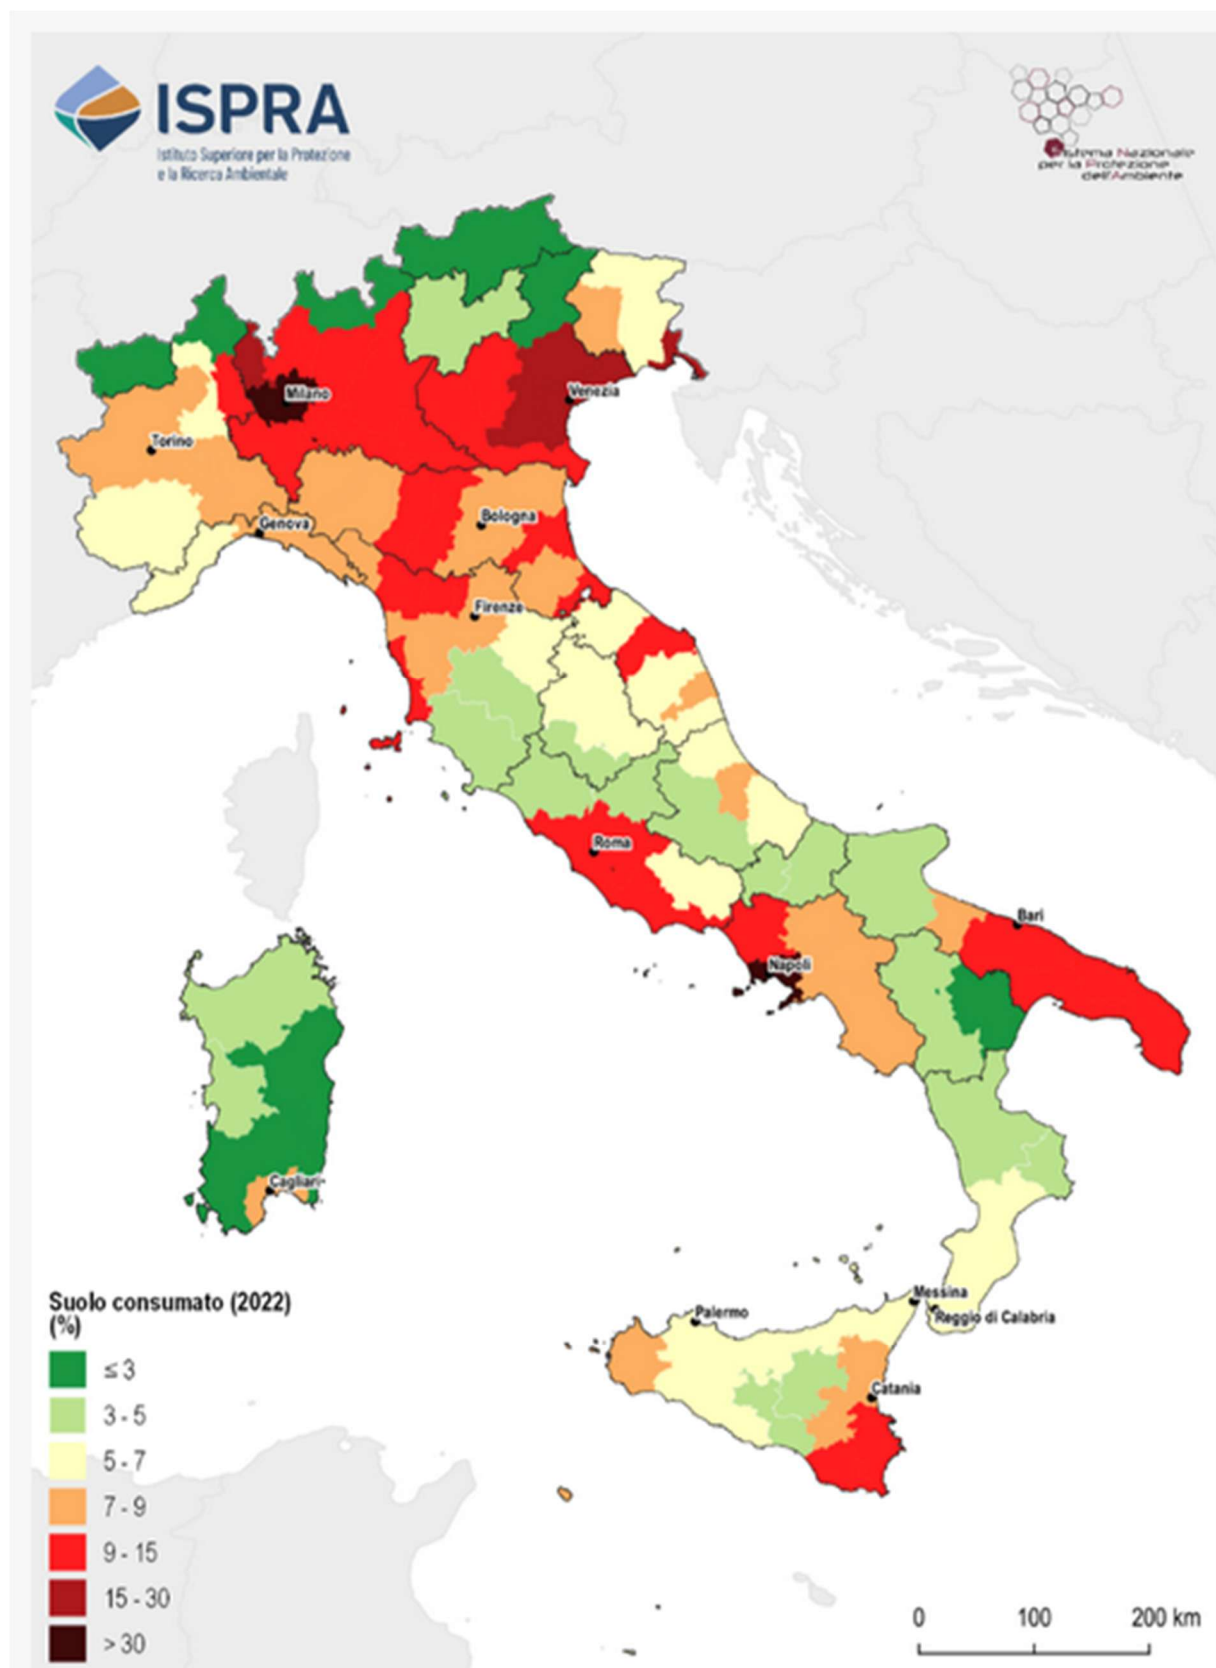 ISPRA
Istituto Superiore per la Protezione
e la Ricerca Ambientale
Sistema Nazionale
per la Protezione
dell'Ambiente
Milano
Venezia
Torino
Genova
Bologna
Firenze
Roma
Bari
Napoli
Cagliari
Messina
Reggio di Calabria
Palermo
Catania
Suolo consumato (2022)
(%)
≤ 3
3 - 5
5 - 7
7 - 9
9 - 15
15 - 30
> 30
0 100 200 km